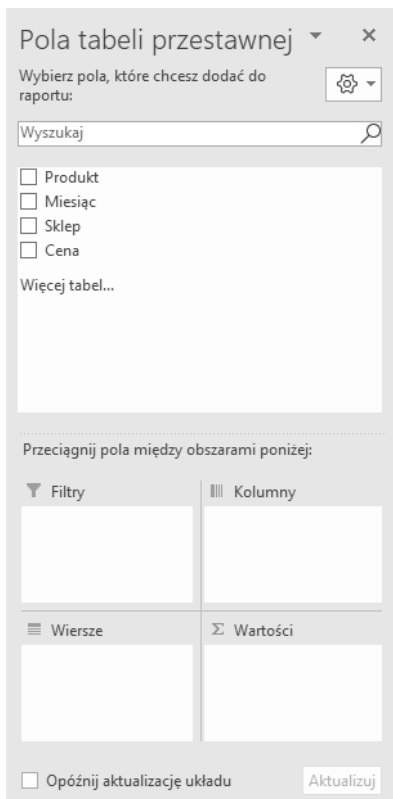 Pola tabeli przestawnej
Wybierz pola, które chcesz dodać do
raportu:
Wyszukaj
Produkt
Miesiąc
Sklep
Cena
Więcej tabel...
Przeciągnij pola między obszarami poniżej:
Filtry
Kolumny
Wiersze
Σ Wartości
Opóźnij aktualizację układu
Aktualizuj